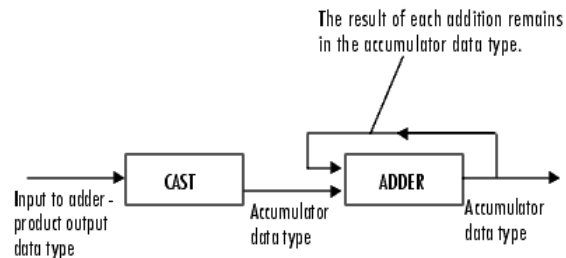 The result of each addition remains
in the accumulator data type.
CAST
ADDER
Input to adder -
product output
data type
Accumulator
data type
Accumulator
data type